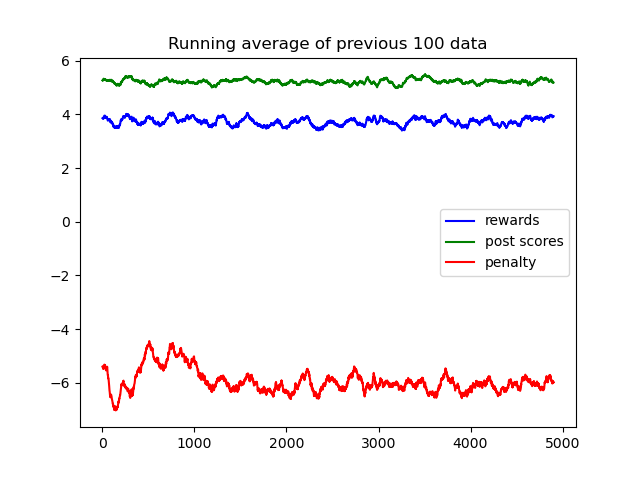 Running average of previous 100 data
6
4
2
0
−2
−4
−6
rewards
post scores
penalty
0 1000 2000 3000 4000 5000